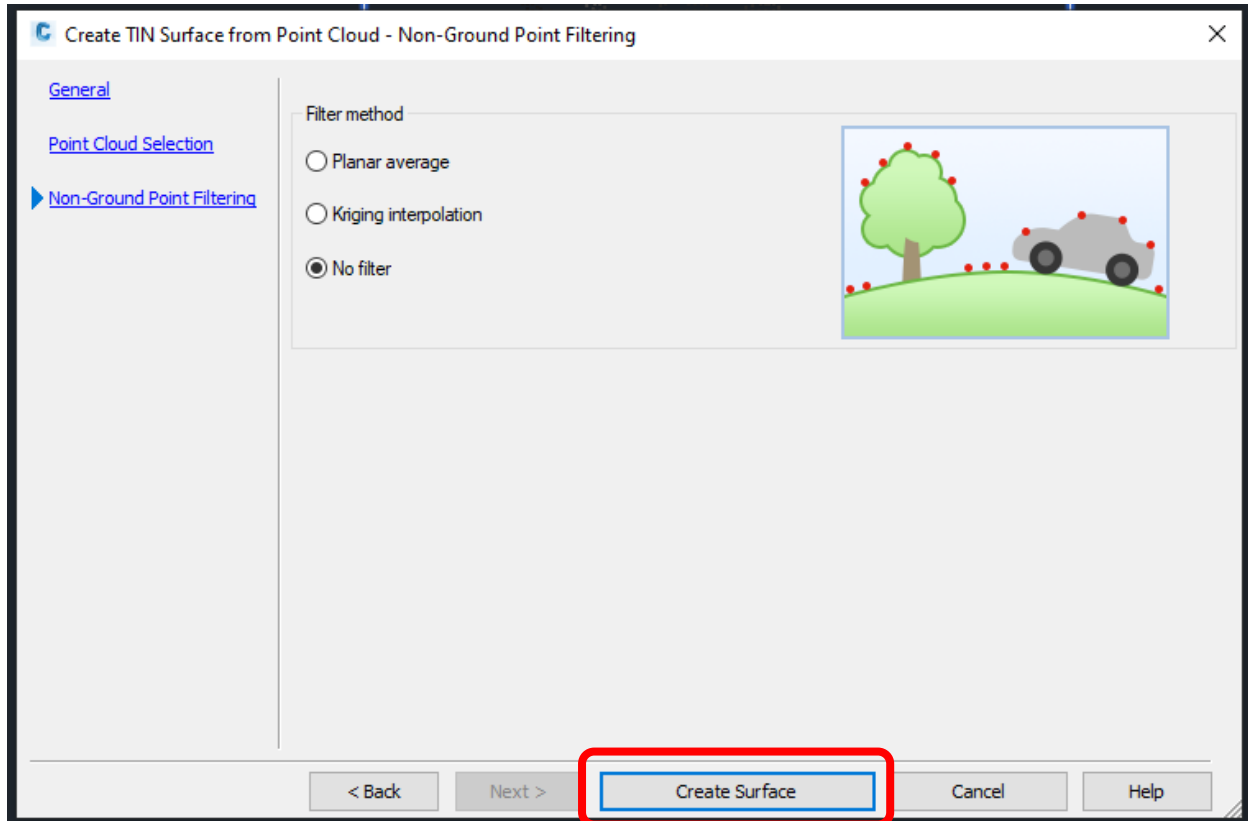 Create TIN Surface from Point Cloud - Non-Ground Point Filtering
General
Point Cloud Selection
Non-Ground Point Filtering
Filter method
Planar average
Kriging interpolation
No filter
< Back Next > Create Surface Cancel Help